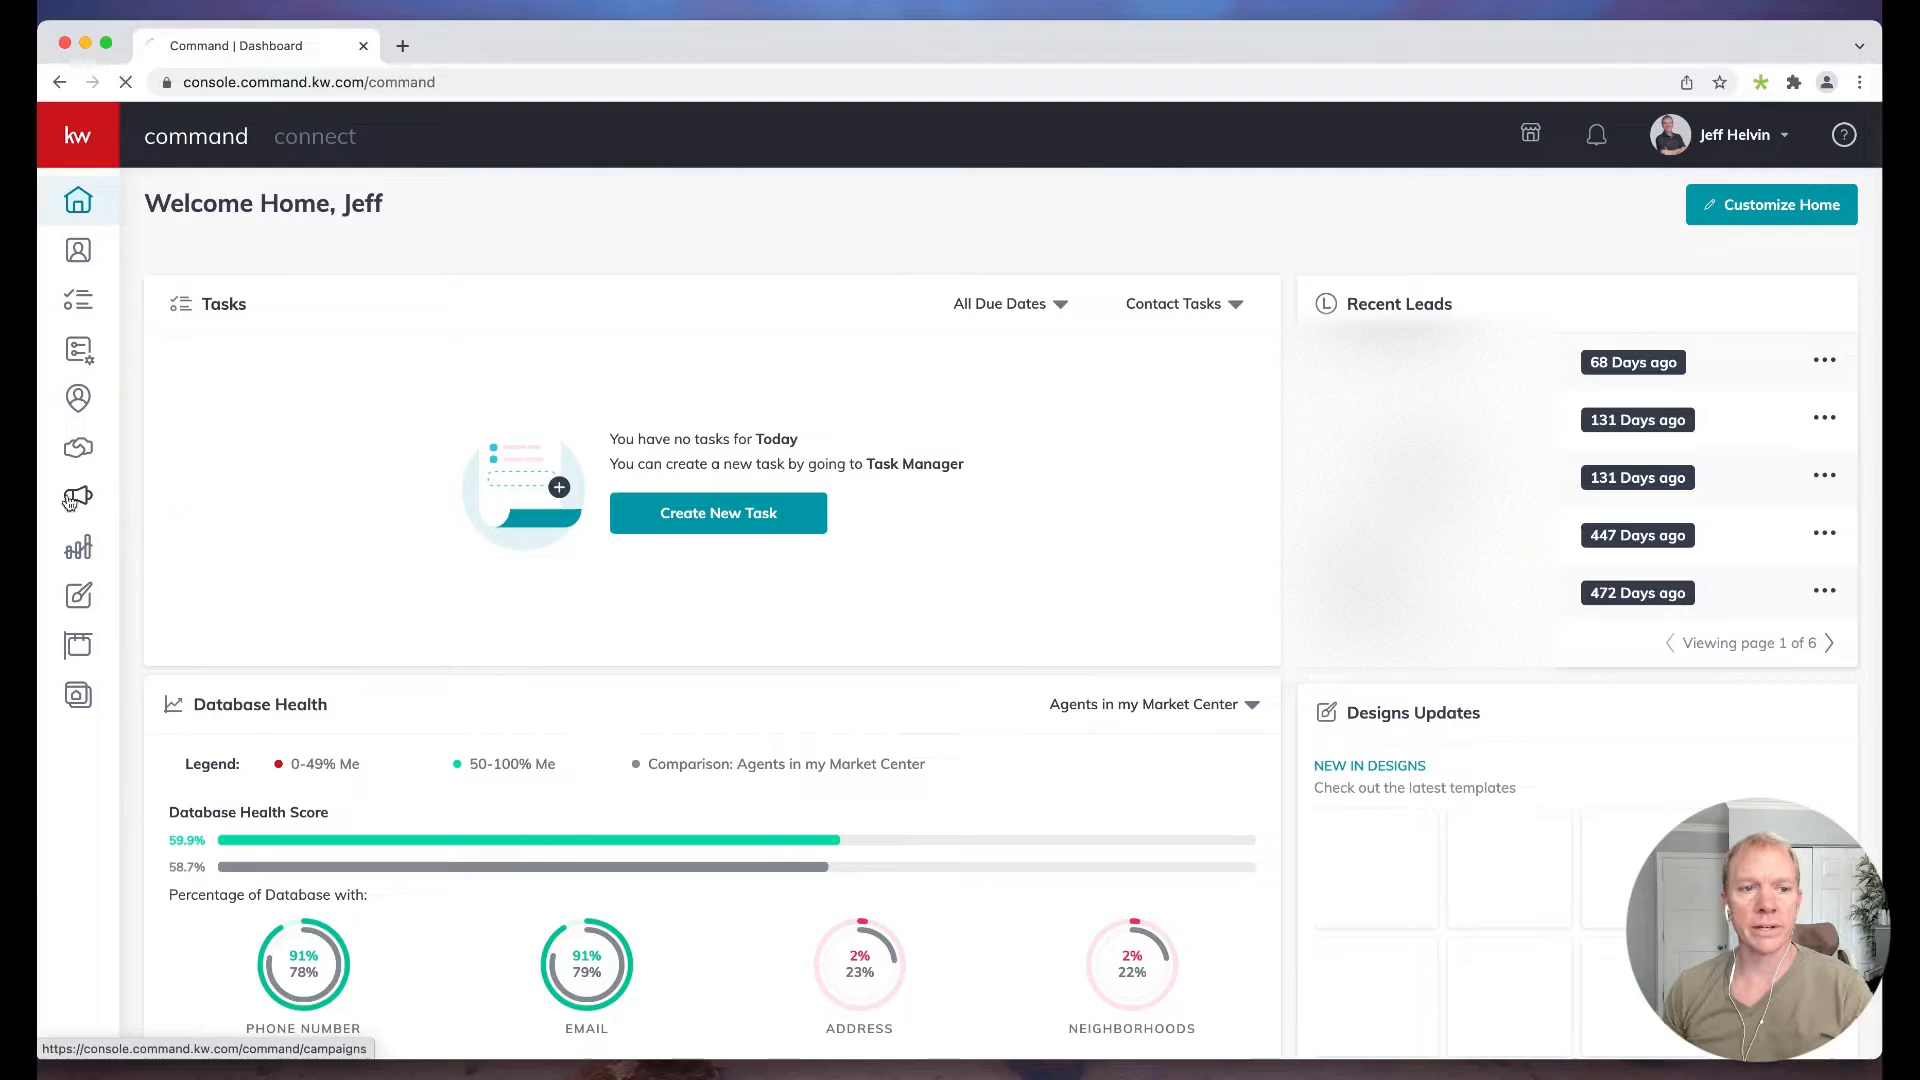 Command | Dashboard
console.command.kw.com/command
kw
command
connect
Jeff Helvin
?
Welcome Home, Jeff
Customize Home
Tasks
All Due Dates
Contact Tasks
You have no tasks for Today
You can create a new task by going to Task Manager
Create New Task
Recent Leads
68 Days ago
131 Days ago
131 Days ago
447 Days ago
472 Days ago
Viewing page 1 of 6
Database Health
Agents in my Market Center
Legend:
0-49% Me
50-100% Me
Comparison: Agents in my Market Center
Database Health Score
59.9%
58.7%
Percentage of Database with:
91%
78%
PHONE NUMBER
91%
79%
EMAIL
2%
23%
ADDRESS
2%
22%
NEIGHBORHOODS
Designs Updates
NEW IN DESIGNS
Check out the latest templates
https://console.command.kw.com/command/campaigns